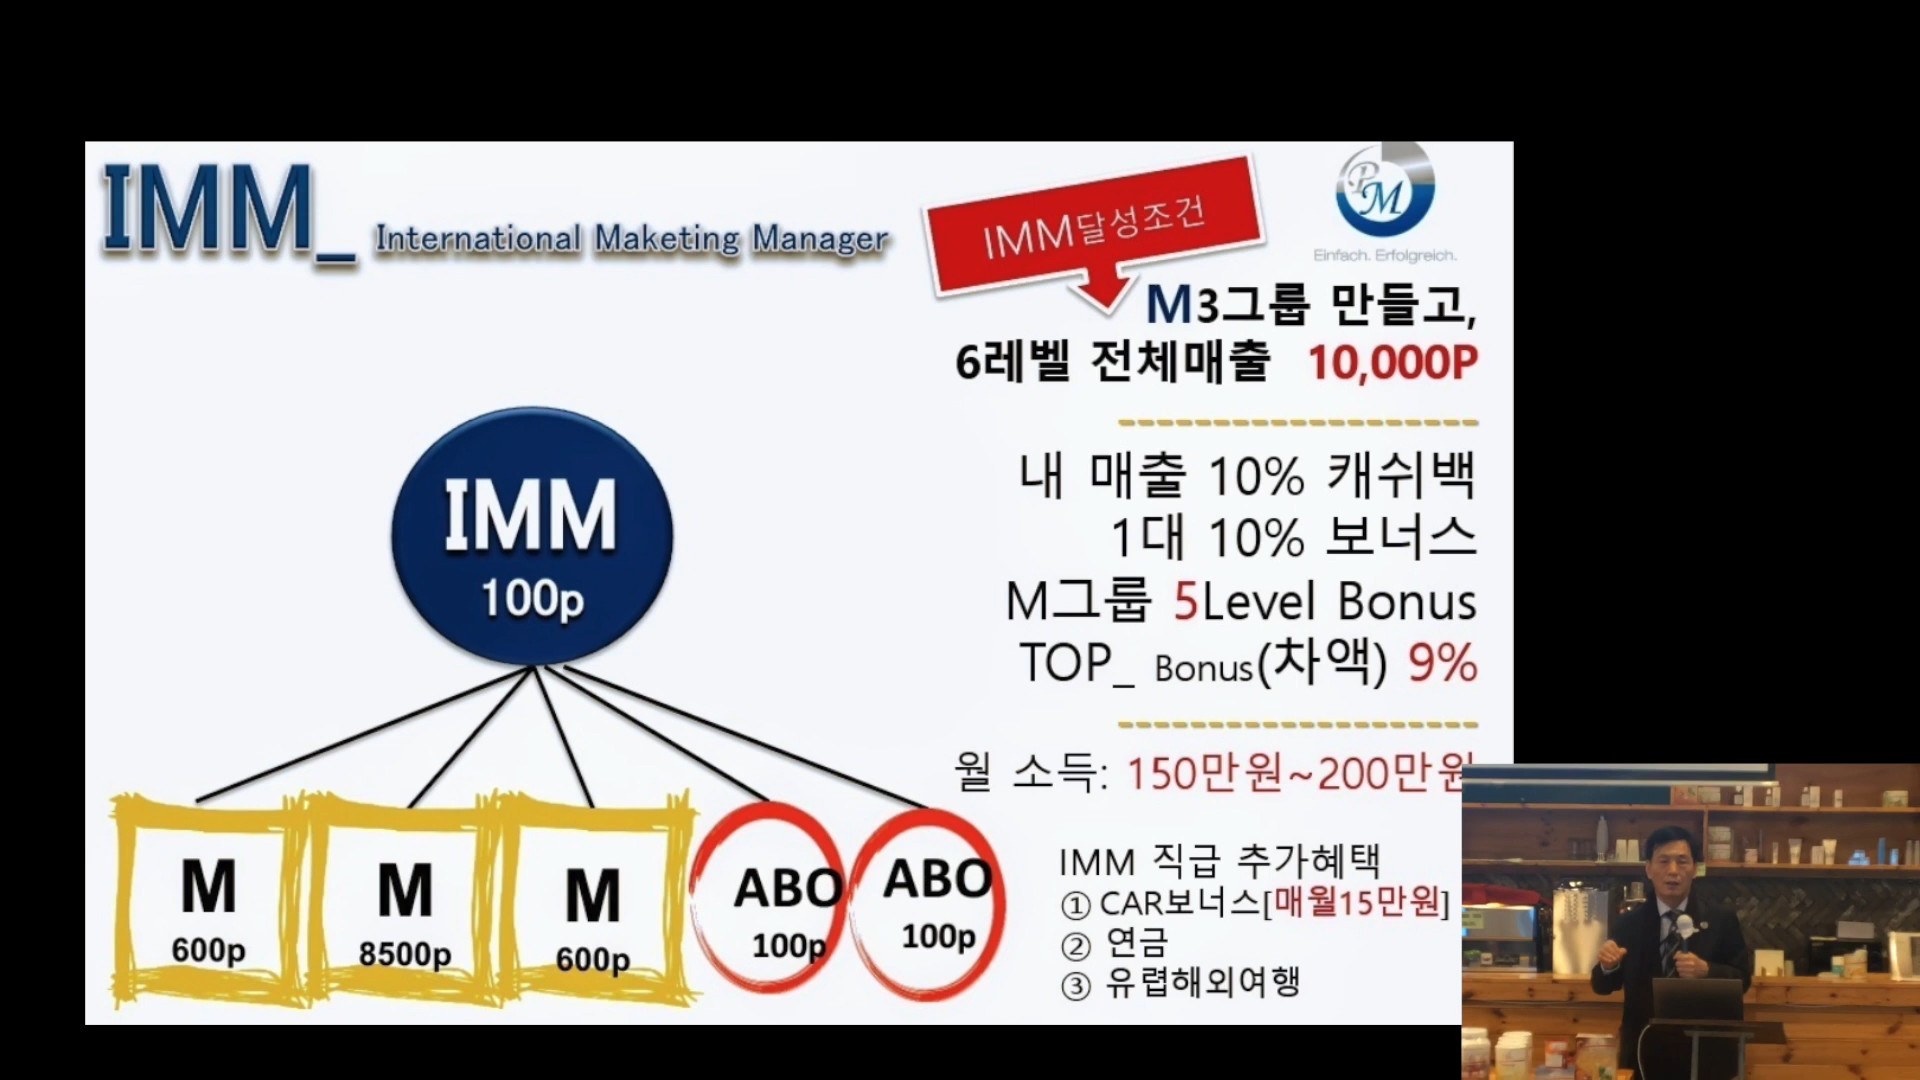 IMM_ International Maketing Manager
IMM달성조건
PM
Einfach. Erfolgreich.
M3그룹 만들고,
6레벨 전체매출 10,000P
내 매출 10% 캐쉬백
1대 10% 보너스
M그룹 5Level Bonus
TOP_ Bonus(차액) 9%
월 소득: 150만원~200만원
IMM 직급 추가혜택
① CAR보너스[매월15만원]
② 연금
③ 유렵해외여행
IMM
100p
M
600p
M
8500p
M
600p
ABO
100p
ABO
100p